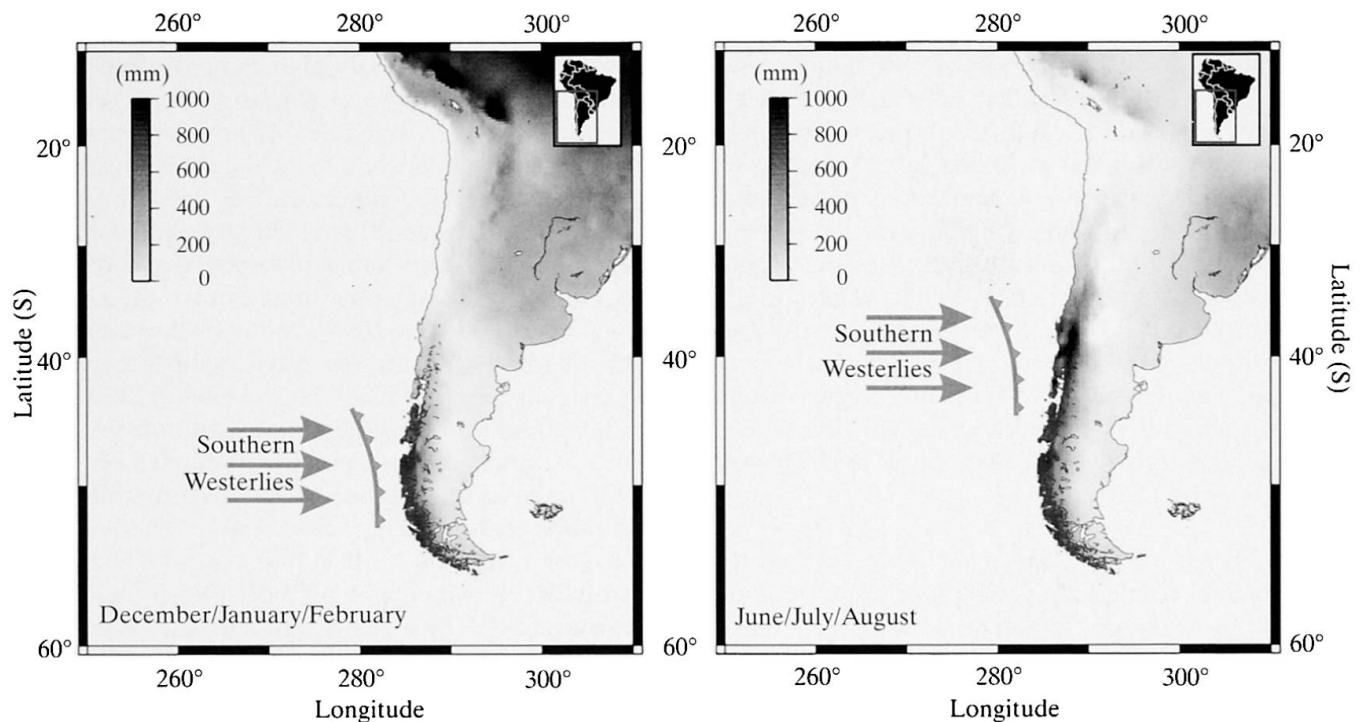 260° 280° 300°
(mm)
1000
800
600
400
200
0
20°
40°
60°
Latitude (S)
Southern
Westerlies
December/January/February
260° 280° 300°
Longitude
260° 280° 300°
(mm)
1000
800
600
400
200
0
20°
40°
60°
20°
40°
60°
Latitude (S)
Southern
Westerlies
June/July/August
260° 280° 300°
Longitude